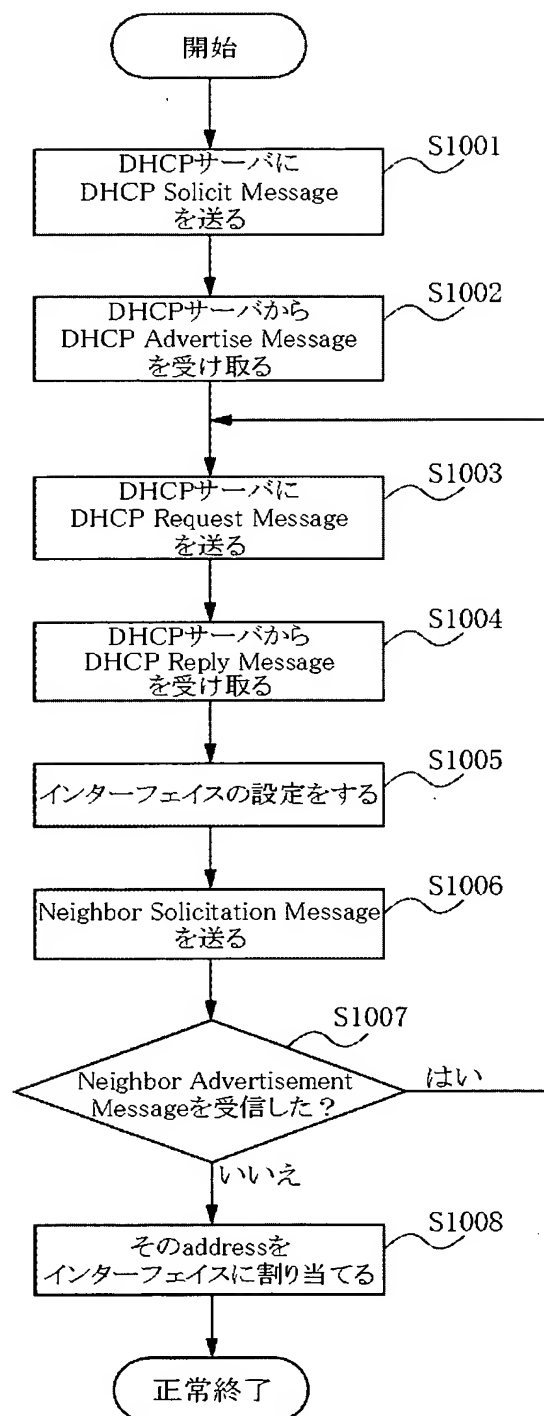 開始
S1001
DHCPサーバに
DHCP Solicit Message
を送る
S1002
DHCPサーバから
DHCP Advertise Message
を受け取る
S1003
DHCPサーバに
DHCP Request Message
を送る
S1004
DHCPサーバから
DHCP Reply Message
を受け取る
S1005
インターフェイスの設定をする
S1006
Neighbor Solicitation Message
を送る
S1007
Neighbor Advertisement
Messageを受信した？
はい
いいえ
S1008
そのaddressを
インターフェイスに割り当てる
正常終了